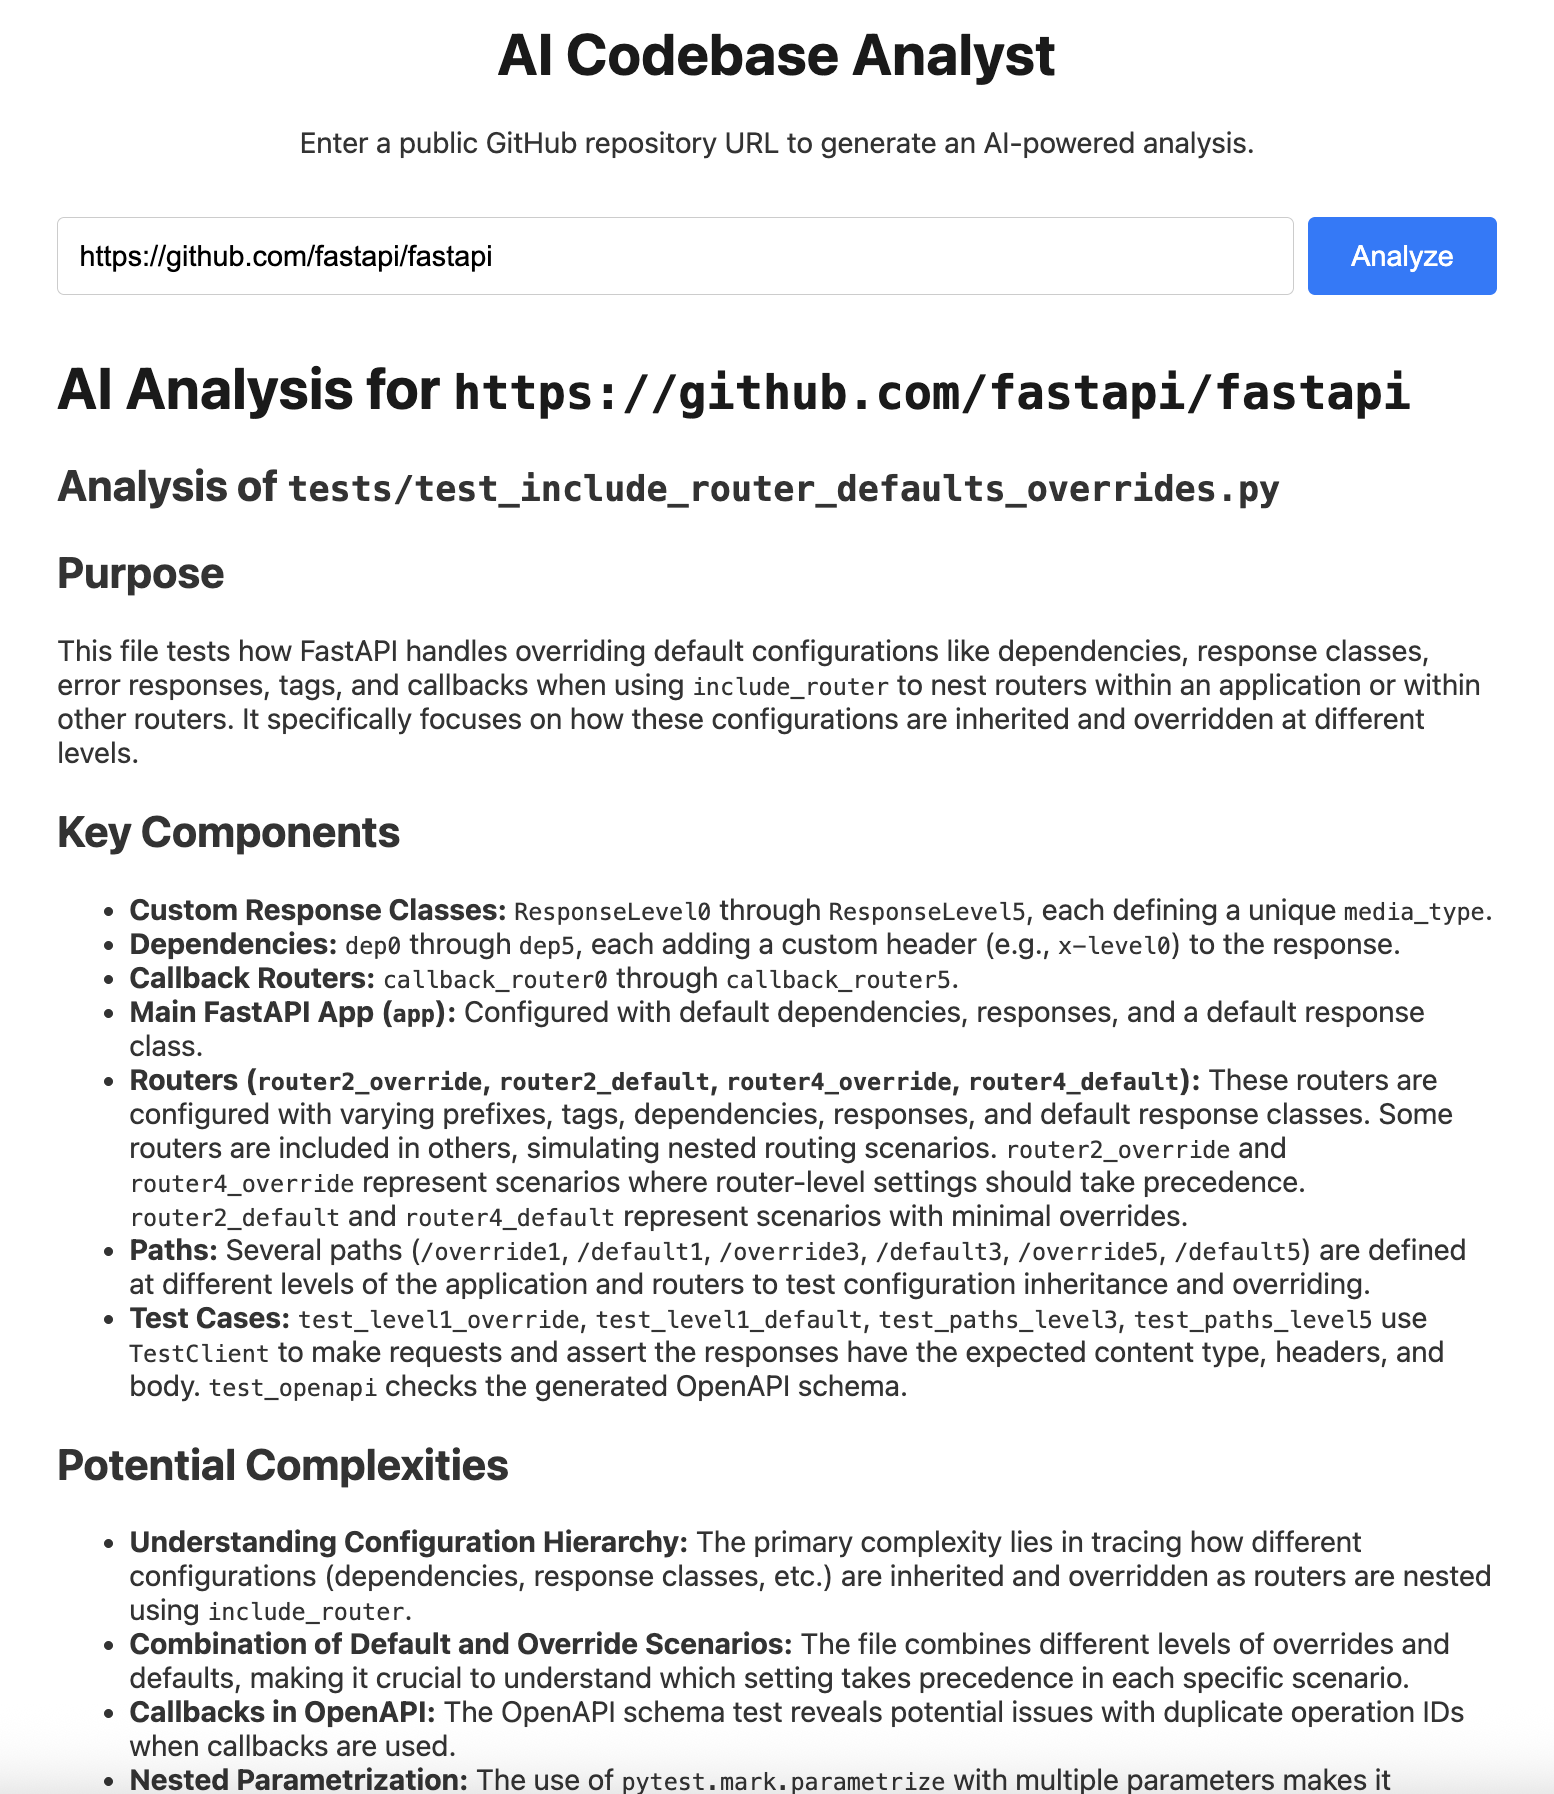 AI Codebase Analyst
Enter a public GitHub repository URL to generate an AI-powered analysis.
https://github.com/fastapi/fastapi
Analyze
AI Analysis for https://github.com/fastapi/fastapi
Analysis of tests/test_include_router_defaults_overrides.py
Purpose
This file tests how FastAPI handles overriding default configurations like dependencies, response classes,
error responses, tags, and callbacks when using include_router to nest routers within an application or within
other routers. It specifically focuses on how these configurations are inherited and overridden at different
levels.
Key Components
• Custom Response Classes: ResponseLevel0 through ResponseLevel5, each defining a unique media_type.
• Dependencies: dep0 through dep5, each adding a custom header (e.g., x-level0) to the response.
• Callback Routers: callback_router0 through callback_router5.
• Main FastAPI App (app): Configured with default dependencies, responses, and a default response
class.
• Routers (router2_override, router2_default, router4_override, router4_default): These routers are
configured with varying prefixes, tags, dependencies, responses, and default response classes. Some
routers are included in others, simulating nested routing scenarios. router2_override and
router4_override represent scenarios where router-level settings should take precedence.
router2_default and router4_default represent scenarios with minimal overrides.
• Paths: Several paths (/override1, /default1, /override3, /default3, /override5, /default5) are defined
at different levels of the application and routers to test configuration inheritance and overriding.
• Test Cases: test_level1_override, test_level1_default, test_paths_level3, test_paths_level5 use
TestClient to make requests and assert the responses have the expected content type, headers, and
body. test_openapi checks the generated OpenAPI schema.
Potential Complexities
• Understanding Configuration Hierarchy: The primary complexity lies in tracing how different
configurations (dependencies, response classes, etc.) are inherited and overridden as routers are nested
using include_router.
• Combination of Default and Override Scenarios: The file combines different levels of overrides and
defaults, making it crucial to understand which setting takes precedence in each specific scenario.
• Callbacks in OpenAPI: The OpenAPI schema test reveals potential issues with duplicate operation IDs
when callbacks are used.
• Nested Parametrization: The use of pytest.mark.parametrize with multiple parameters makes it